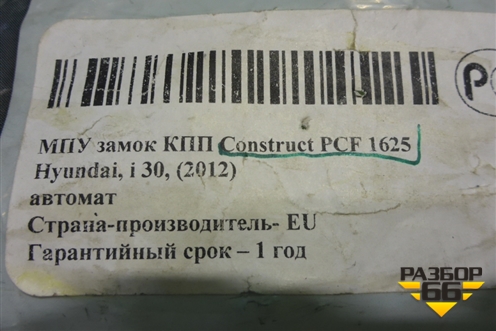 МПУ замок КПП Construct PCF 1625
Hyundai, i 30, (2012)
автомат
Страна-производитель- EU
Гарантийный срок – 1 год
РАЗБОР
66